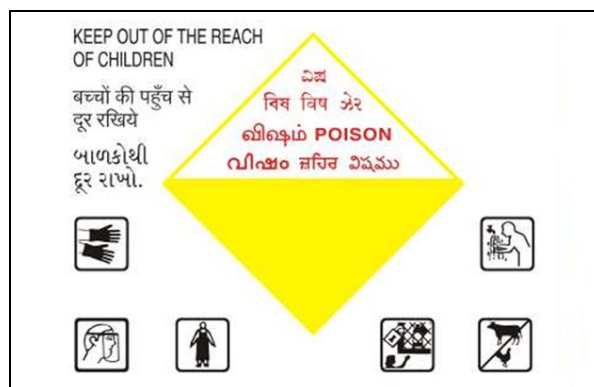 KEEP OUT OF THE REACH
OF CHILDREN
बच्चों की पहुँच से
दूर रखिये
બાળકોથી
દૂર રાખો.
ವಿಷ
বিষ विष ઝેર
விஷம் POISON
വിഷം ਜ਼ਹਿਰ విషము